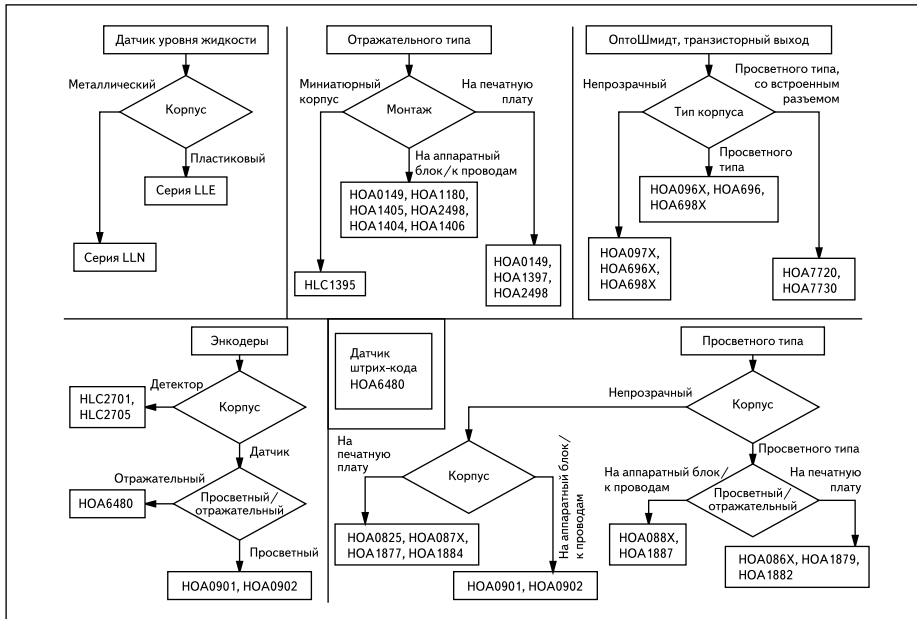 Датчик уровня жидкости
Металлический
Корпус
Пластиковый
Серия LLE
Серия LLN
Отражательного типа
Миниатюрный
корпус
На печатную
плату
Монтаж
На аппаратный
блок/к проводам
HOA0149, HOA1180,
HOA1405, HOA2498,
HOA1404, HOA1406
HLC1395
HOA0149,
HOA1397,
HOA2498
ОптоШмидт, транзисторный выход
Непрозрачный
Просветного типа,
со встроенным
разъемом
Тип корпуса
Просветного
типа
HOA096X, HOA696,
HOA698X
HOA097X,
HOA696X,
HOA698X
HOA7720,
HOA7730
Энкодеры
Детектор
HLC2701,
HLC2705
Корпус
Датчик
Отражательный
HOA6480
Просветный/
отражательный
Просветный
HOA0901, HOA0902
Датчик
штрих-кода
HOA6480
Просветного типа
Непрозрачный
Корпус
На
печатную
плату
Корпус
На аппаратный блок/
к проводам
HOA0825, HOA087X,
HOA1877, HOA1884
HOA0901, HOA0902
Просветного типа
На аппаратный блок/
к проводам
На печатную
плату
Просветный/
отражательный
HOA088X,
HOA1887
HOA086X, HOA1879,
HOA1882